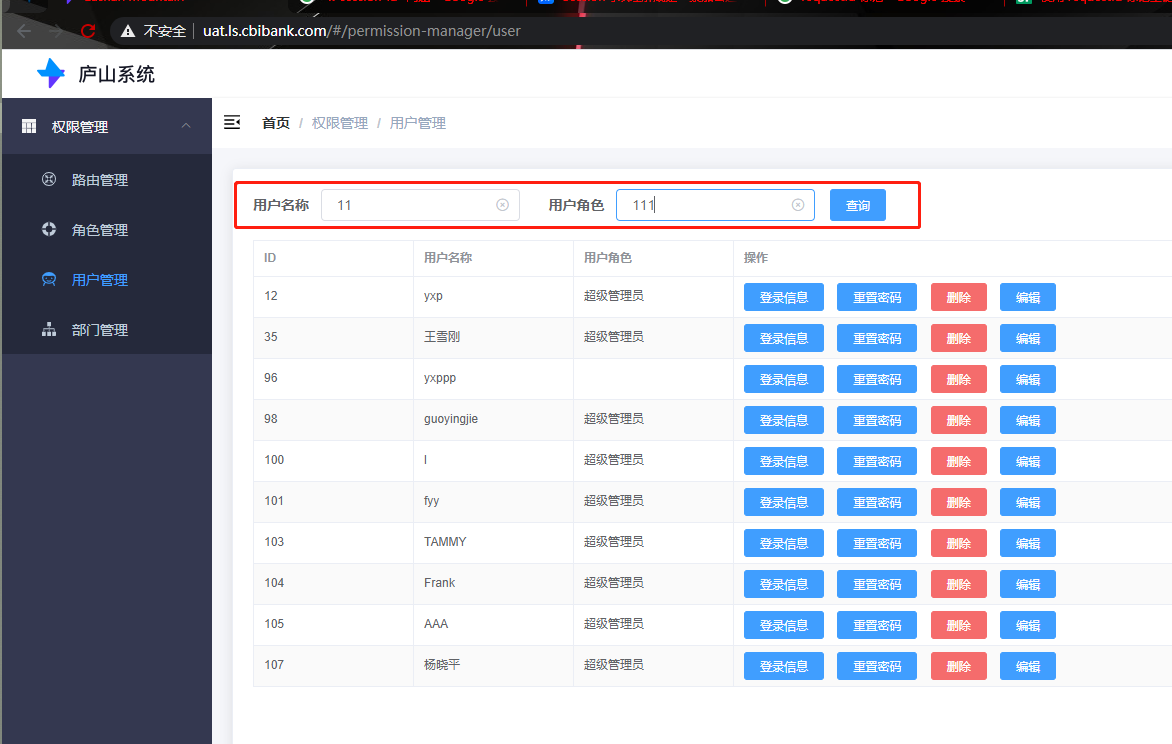 不安全 uat.ls.cbibank.com/#/permission-manager/user
庐山系统
权限管理
首页 / 权限管理 / 用户管理
路由管理
角色管理
用户管理
部门管理
用户名称 11 用户角色 111 查询
ID 用户名称 用户角色 操作
12 yxp 超级管理员 登录信息 重置密码 删除 编辑
35 王雪刚 超级管理员 登录信息 重置密码 删除 编辑
96 yxppp 登录信息 重置密码 删除 编辑
98 guoyingjie 超级管理员 登录信息 重置密码 删除 编辑
100 l 超级管理员 登录信息 重置密码 删除 编辑
101 fyy 超级管理员 登录信息 重置密码 删除 编辑
103 TAMMY 超级管理员 登录信息 重置密码 删除 编辑
104 Frank 超级管理员 登录信息 重置密码 删除 编辑
105 AAA 超级管理员 登录信息 重置密码 删除 编辑
107 杨晓平 超级管理员 登录信息 重置密码 删除 编辑